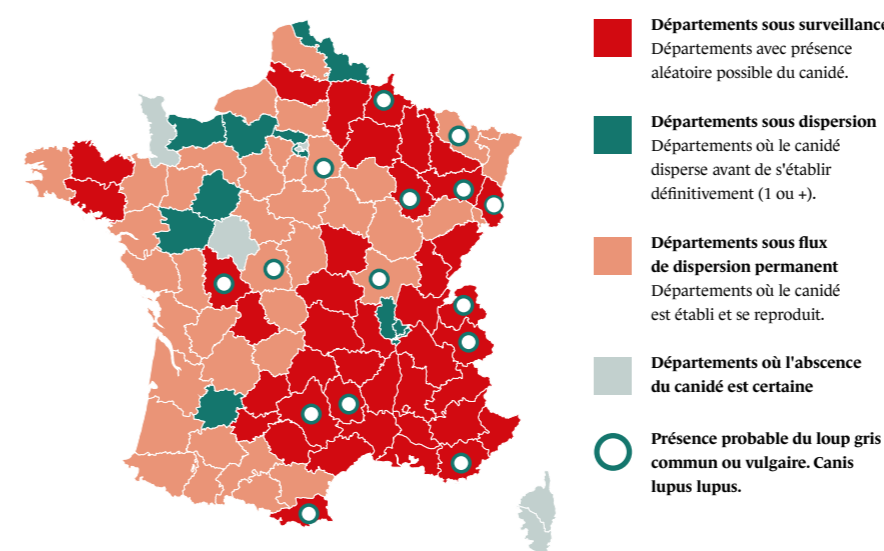 Départements sous surveillance
Départements avec présence
aléatoire possible du canidé.
Départements sous dispersion
Départements où le canidé
disperse avant de s'établir
définitivement (1 ou +).
Départements sous flux
de dispersion permanent
Départements où le canidé
est établi et se reproduit.
Départements où l'absence
du canidé est certaine
Présence probable du loup gris
commun ou vulgaire. Canis
lupus lupus.